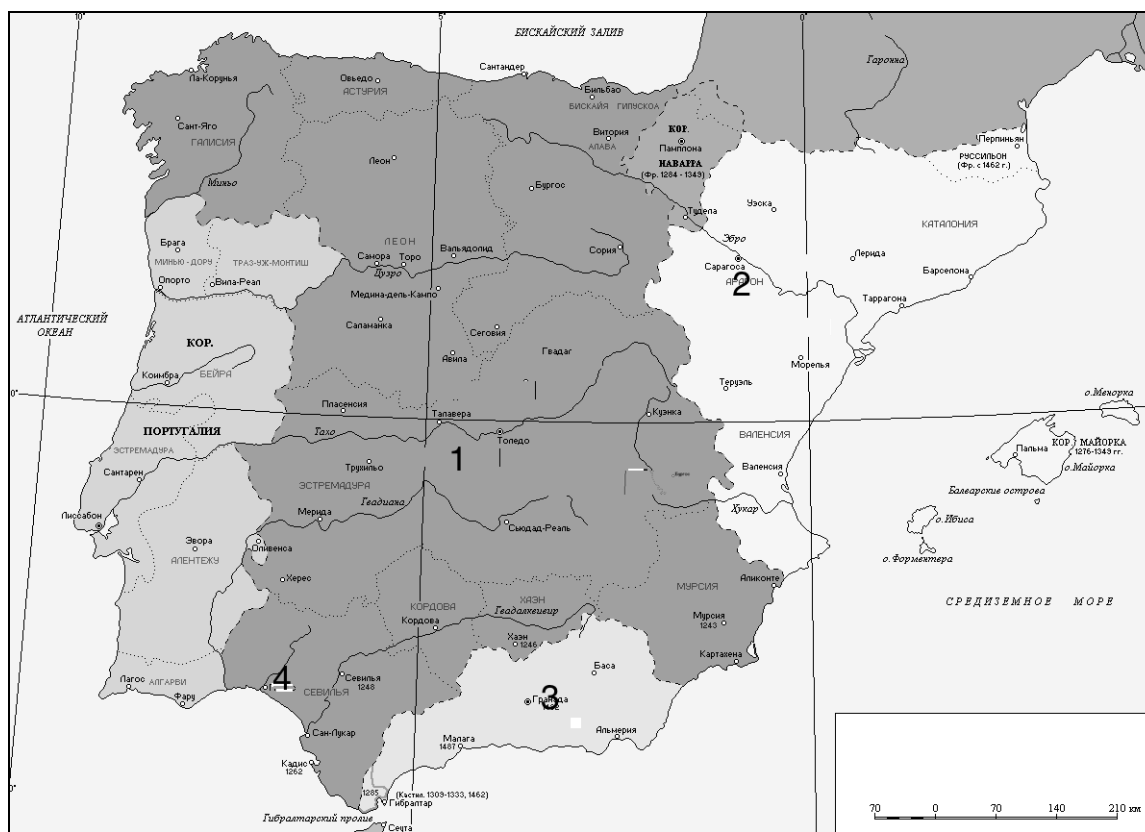 10°
5°
0°
БИСКАЙСКИЙ ЗАЛИВ
Гаронна
Ла-Корунья
Овьедо
АСТУРИЯ
Сантандер
Бильбао
БИСКАЙЯ ГИПУСКОА
Сант-Яго
ГАЛИСИЯ
Витория
АЛАВА
КОР.
Памплона
НАВАРРА
(Фр. 1284 - 1349)
Перпиньян
РУССИЛЬОН
(Фр. с 1462 г.)
Леон
Миньо
Бургос
Тудела
Уэска
КАТАЛОНИЯ
Брага
МИНЬЮ-ДОРУ
ТРАЗ-УЖ-МОНТИШ
ЛЕОН
Самора
Торо
Вальядолид
Сория
Эбро
Сарагоса
АРАГОН
2
Лерида
Барселона
Опорто
Вила-Реал
Дуэро
Медина-дель-Кампо
Таррагона
АТЛАНТИЧЕСКИЙ
ОКЕАН
Саламанка
Сеговия
КОР.
Авила
Гвадаг
Морелья
Коимбра
БЕЙРА
Теруэль
0°
Пласенсия
Талавера
Куэнка
о.Менорка
ПОРТУГАЛИЯ
Тахо
Толедо
ВАЛЕНСИЯ
Пальма
КОР. МАЙОРКА
1276-1349 гг.
ЭСТРЕМАДУРА
1
Трухильо
Валенсия
о.Майорка
Сантарен
ЭСТРЕМАДУРА
Гвадиана
Балеарские острова
Лиссабон
Мерида
Сьюдад-Реаль
Хукар
о.Ибиса
Эвора
АЛЕНТЕЖУ
Оливенса
о.Форментера
Херес
МУРСИЯ
Аликонте
КОРДОВА
ХАЭН
СРЕДИЗЕМНОЕ МОРЕ
Гвадалквивир
Кордова
Мурсия
1243
Хаэн
1246
Картахена
Баса
Лагос
АЛГАРВИ
4
Севилья
1248
СЕВИЛЬЯ
Фару
3
Гранада
Сан-Лукар
Малага
1487
Альмерия
Кадис
1262
1285
(Кастил. 1309-1333, 1462)
Гибралтар
Гибралтарский пролив
Сеута
70 0 70 140 210 км